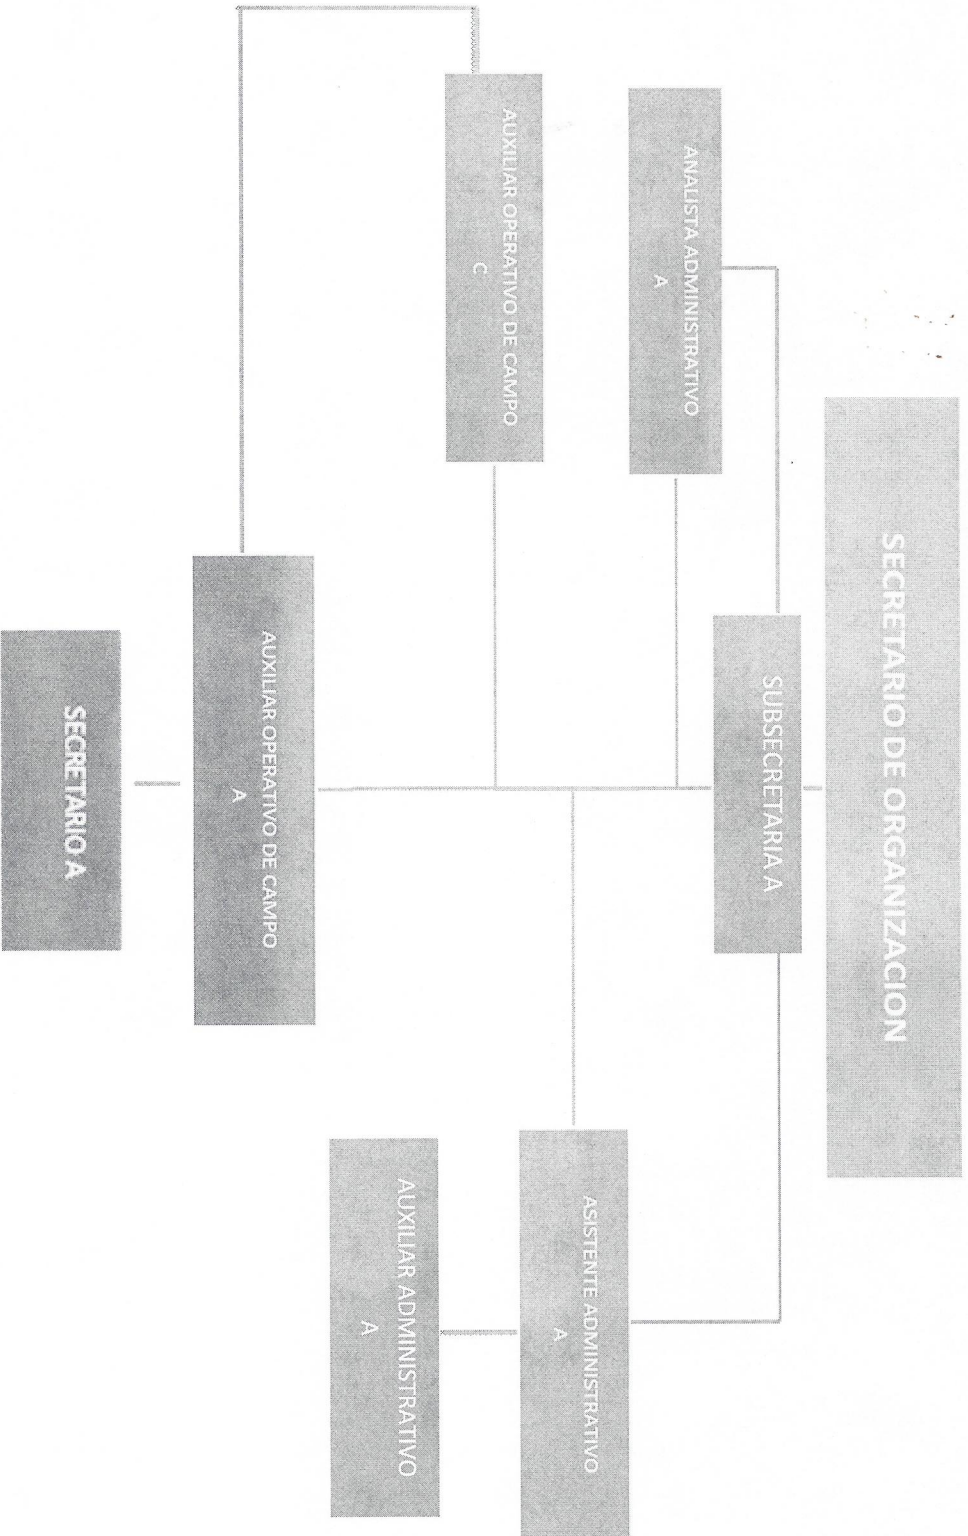 SECRETARIO DE ORGANIZACION
SUBSECRETARIA A
ANALISTA ADMINISTRATIVO
A
ASISTENTE ADMINISTRATIVO
A
AUXILIAR OPERATIVO DE CAMPO
C
AUXILIAR ADMINISTRATIVO
A
AUXILIAR OPERATIVO DE CAMPO
A
SECRETARIO A